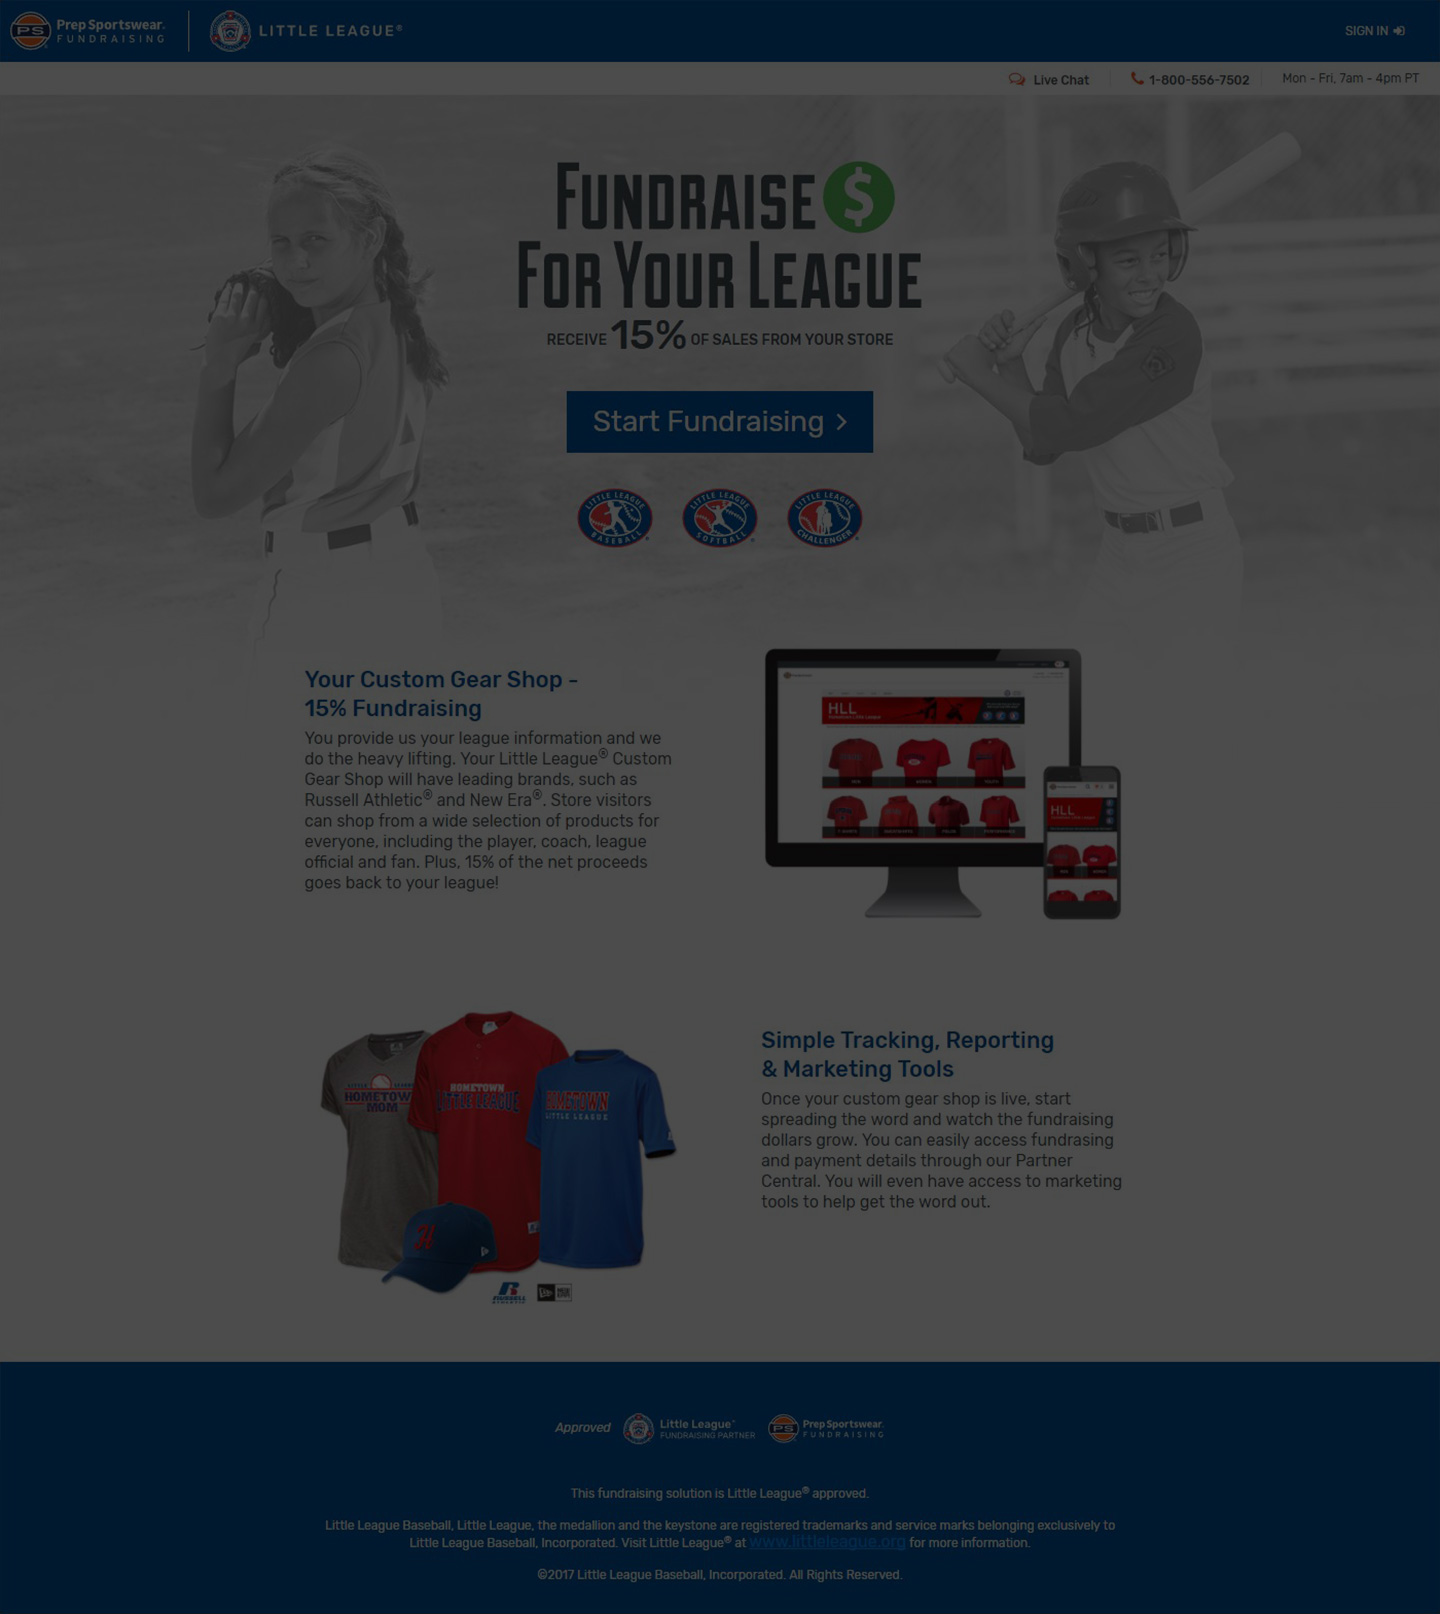 PS Prep Sportswear.
FUNDRAISING
LITTLE LEAGUE®
SIGN IN
Live Chat
1-800-556-7502
Mon - Fri, 7am - 4pm PT
FUNDRAISE $
FOR YOUR LEAGUE
RECEIVE 15% OF SALES FROM YOUR STORE
Start Fundraising >
LITTLE LEAGUE BASEBALL
LITTLE LEAGUE SOFTBALL
LITTLE LEAGUE CHALLENGER
Your Custom Gear Shop -
15% Fundraising
You provide us your league information and we
do the heavy lifting. Your Little League® Custom
Gear Shop will have leading brands, such as
Russell Athletic® and New Era®. Store visitors
can shop from a wide selection of products for
everyone, including the player, coach, league
official and fan. Plus, 15% of the net proceeds
goes back to your league!
HLL
HLL
HOMETOWN
MOM
HOMETOWN
LITTLE LEAGUE
HOMETOWN
LITTLE LEAGUE
H
RUSSELL
ATHLETIC
Simple Tracking, Reporting
& Marketing Tools
Once your custom gear shop is live, start
spreading the word and watch the fundraising
dollars grow. You can easily access fundrasing
and payment details through our Partner
Central. You will even have access to marketing
tools to help get the word out.
Approved
Little League®
FUNDRAISING PARTNER
PS Prep Sportswear.
FUNDRAISING
This fundraising solution is Little League® approved.
Little League Baseball, Little League, the medallion and the keystone are registered trademarks and service marks belonging exclusively to
Little League Baseball, Incorporated. Visit Little League® at www.littleleague.org for more information.
©2017 Little League Baseball, Incorporated. All Rights Reserved.